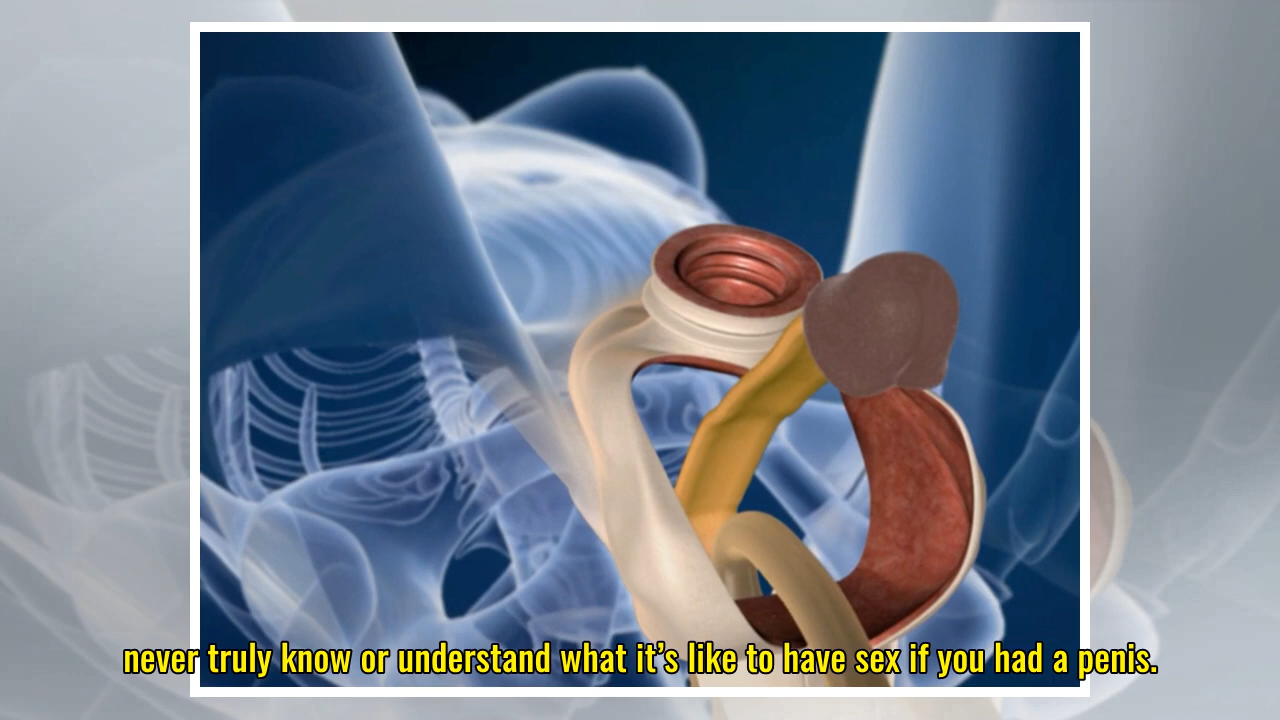 never truly know or understand what it’s like to have sex if you had a penis.